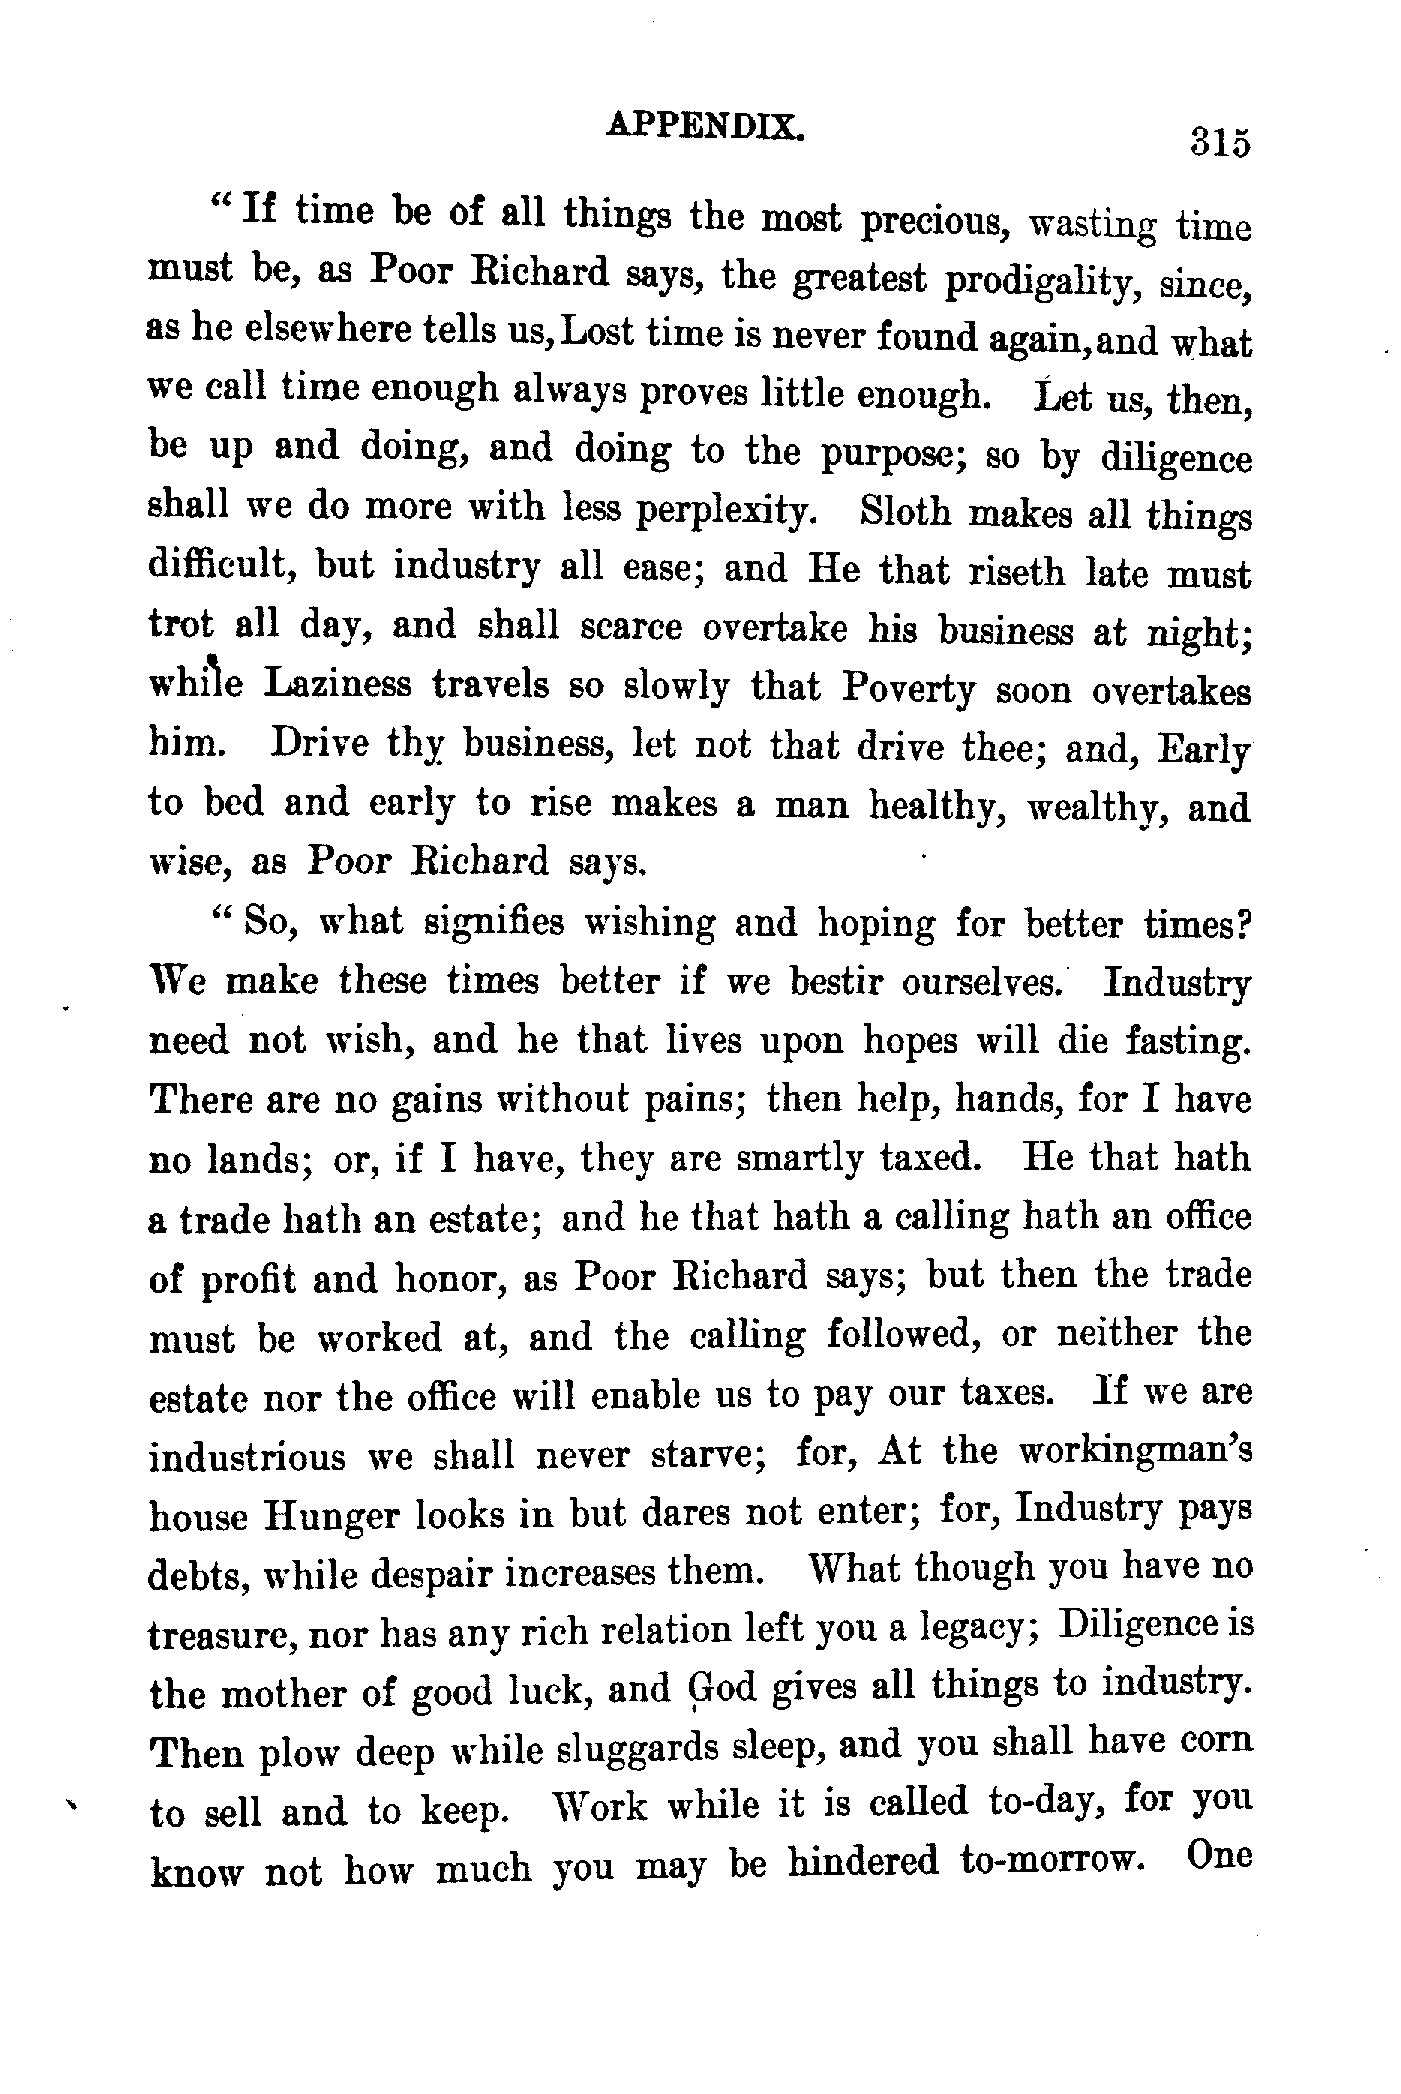 APPENDIX.
315
" If time be of all things the most precious, wasting time
must be, as Poor Richard says, the greatest prodigality, since,
as he elsewhere tells us, Lost time is never found again, and what
we call time enough always proves little enough. Let us, then,
be up and doing, and doing to the purpose; so by diligence
shall we do more with less perplexity. Sloth makes all things
difficult, but industry all ease; and He that riseth late must
trot all day, and shall scarce overtake his business at night;
while Laziness travels so slowly that Poverty soon overtakes
him. Drive thy business, let not that drive thee; and, Early
to bed and early to rise makes a man healthy, wealthy, and
wise, as Poor Richard says.
" So, what signifies wishing and hoping for better times?
We make these times better if we bestir ourselves. Industry
need not wish, and he that lives upon hopes will die fasting.
There are no gains without pains; then help, hands, for I have
no lands; or, if I have, they are smartly taxed. He that hath
a trade hath an estate; and he that hath a calling hath an office
of profit and honor, as Poor Richard says; but then the trade
must be worked at, and the calling followed, or neither the
estate nor the office will enable us to pay our taxes. If we are
industrious we shall never starve; for, At the workingman's
house Hunger looks in but dares not enter; for, Industry pays
debts, while despair increases them. What though you have no
treasure, nor has any rich relation left you a legacy; Diligence is
the mother of good luck, and God gives all things to industry.
Then plow deep while sluggards sleep, and you shall have corn
to sell and to keep. Work while it is called to-day, for you
know not how much you may be hindered to-morrow. One